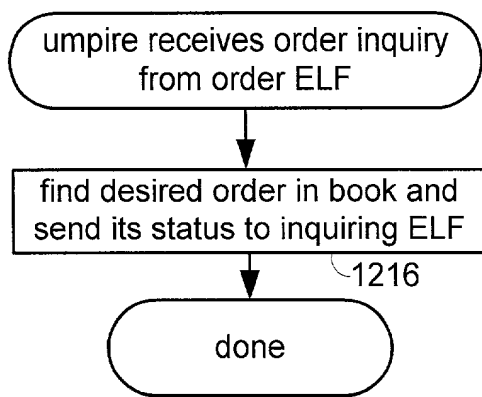 umpire receives order inquiry
from order ELF
find desired order in book and
send its status to inquiring ELF
1216
done